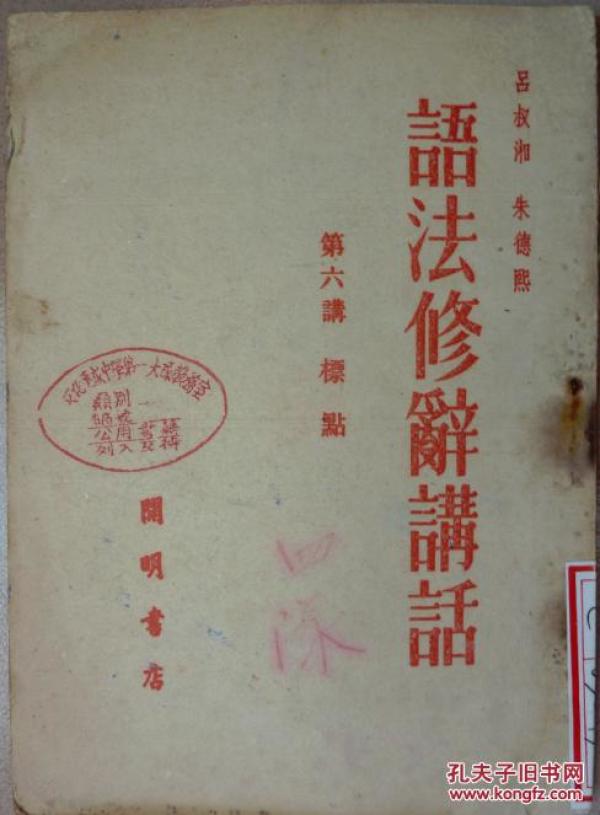 呂叔湘 朱德熙
語法修辭講話
第六講 標點
開明書店
孔夫子旧书网
www.kongfz.com